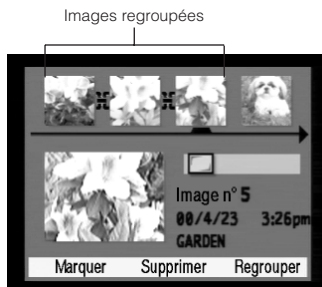 Images regroupées
Image n° 5
00/4/23 3:26pm
GARDEN
Marquer Supprimer Regrouper